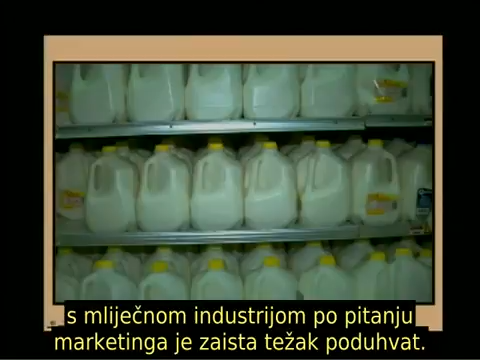 s mliječnom industrijom po pitanju
marketinga je zaista težak poduhvat.